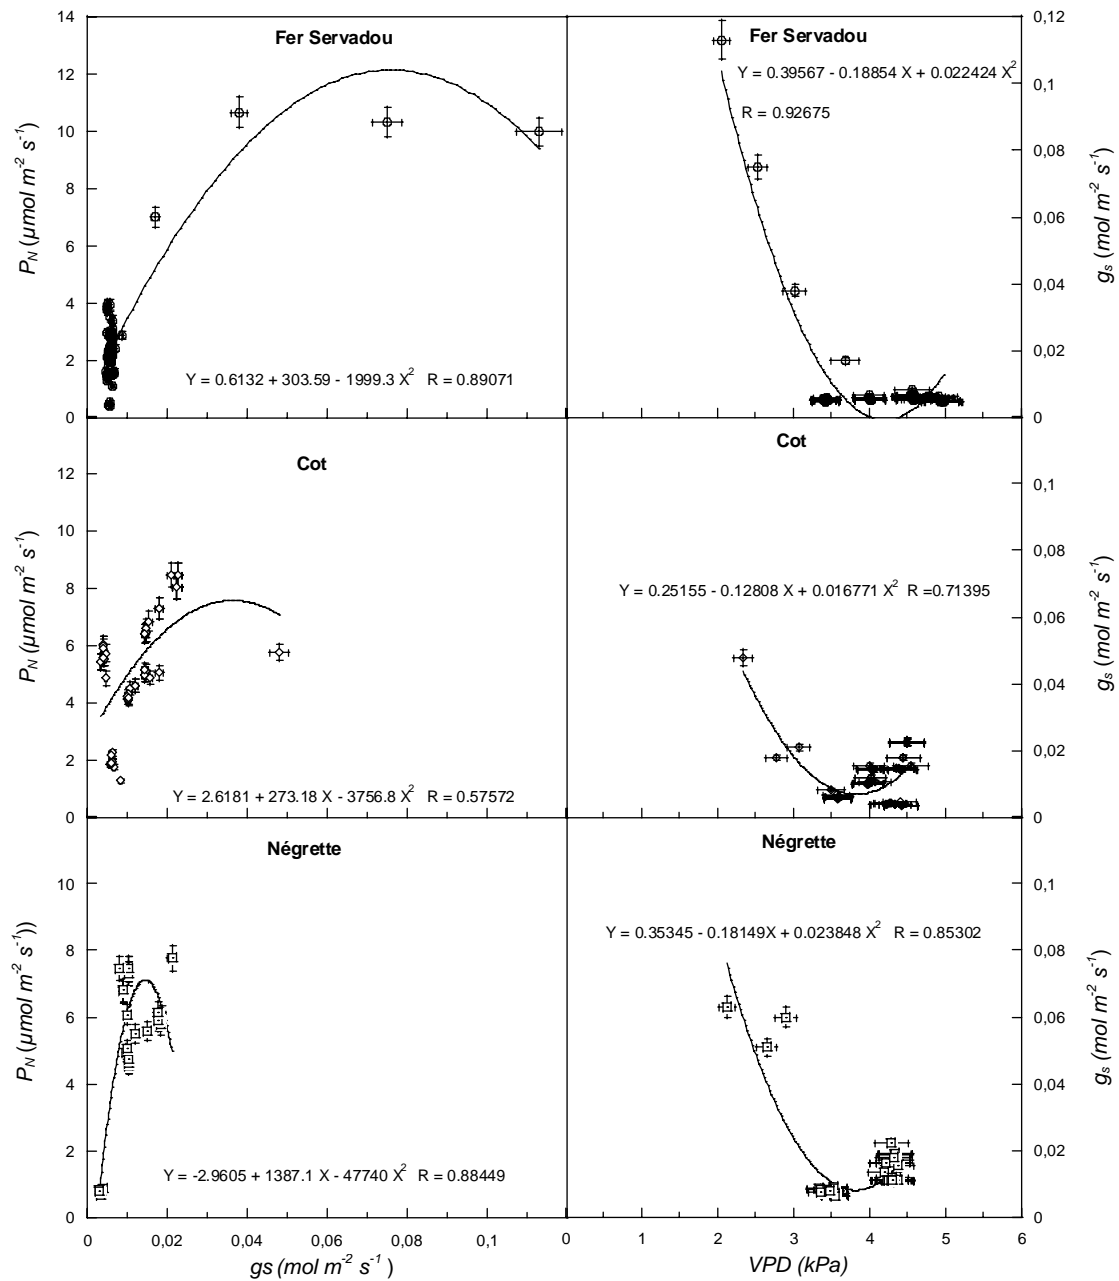 Fer Servadou
P_N (µmol m⁻² s⁻¹)
14
12
10
8
6
4
2
0
Y = 0.6132 + 303.59 - 1999.3 X² R = 0.89071
Fer Servadou
Y = 0.39567 - 0.18854 X + 0.022424 X²
R = 0.92675
0,12
0,1
0,08
0,06
0,04
0,02
0
g_s (mol m⁻² s⁻¹)
Cot
P_N (µmol m⁻² s⁻¹)
12
10
8
6
4
2
0
Y = 2.6181 + 273.18 X - 3756.8 X² R = 0.57572
Cot
Y = 0.25155 - 0.12808 X + 0.016771 X² R =0.71395
0,1
0,08
0,06
0,04
0,02
0
g_s (mol m⁻² s⁻¹)
Négrette
P_N (µmol m⁻² s⁻¹))
10
8
6
4
2
0
Y = -2.9605 + 1387.1 X - 47740 X² R = 0.88449
0
0,02
0,04
0,06
0,08
0,1
gs (mol m⁻² s⁻¹)
Négrette
Y = 0.35345 - 0.18149X + 0.023848 X² R = 0.85302
0,1
0,08
0,06
0,04
0,02
0
g_s (mol m⁻² s⁻¹)
0
1
2
3
4
5
6
VPD (kPa)